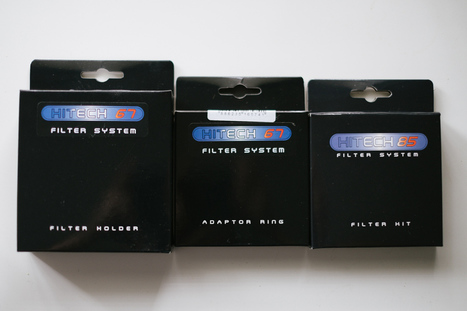 HITECH 67
FILTER SYSTEM
FILTER HOLDER
HITECH 67
FILTER SYSTEM
ADAPTOR RING
HITECH 85
FILTER SYSTEM
FILTER KIT